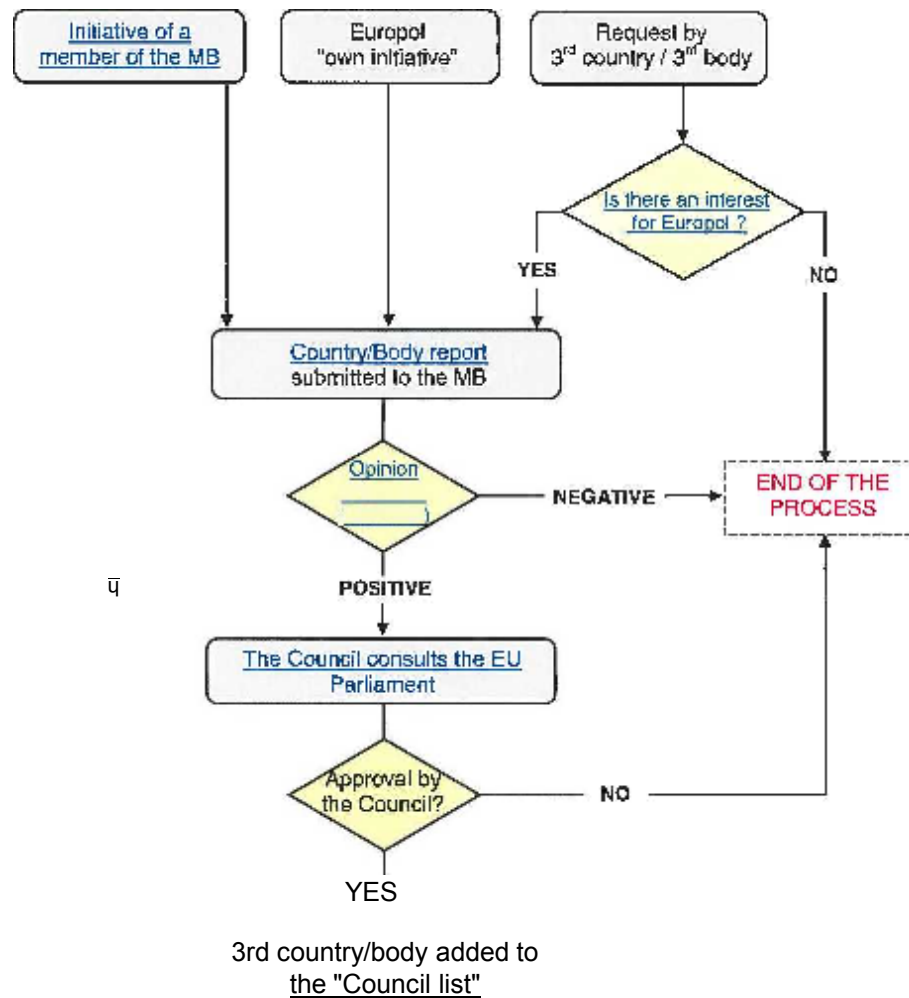 Initiative of a
member of the MB
Europol
"own initiative"
Request by
3rd country / 3rd body
Is there an interest
for Europol ?
YES
NO
Country/Body report
submitted to the MB
Opinion
NEGATIVE
END OF THE
PROCESS
POSITIVE
The Council consults the EU
Parliament
Approval by
the Council?
NO
YES
3rd country/body added to
the "Council list"